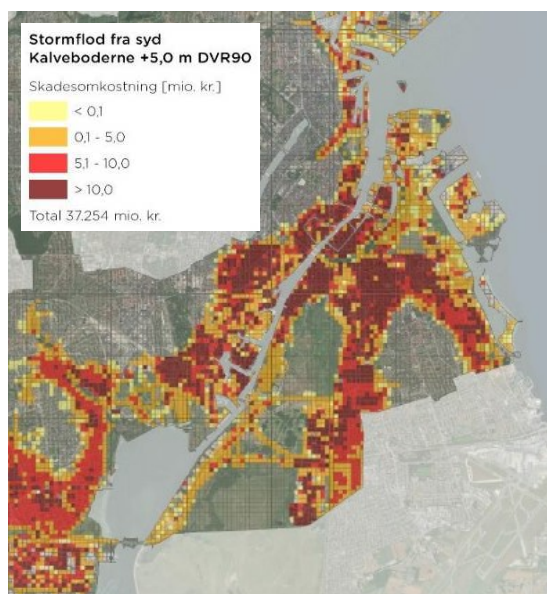 Stormflod fra syd
Kalveboderne +5,0 m DVR90
Skadesomkostning [mio. kr.]
< 0,1
0,1 - 5,0
5,1 - 10,0
> 10,0
Total 37.254 mio. kr.